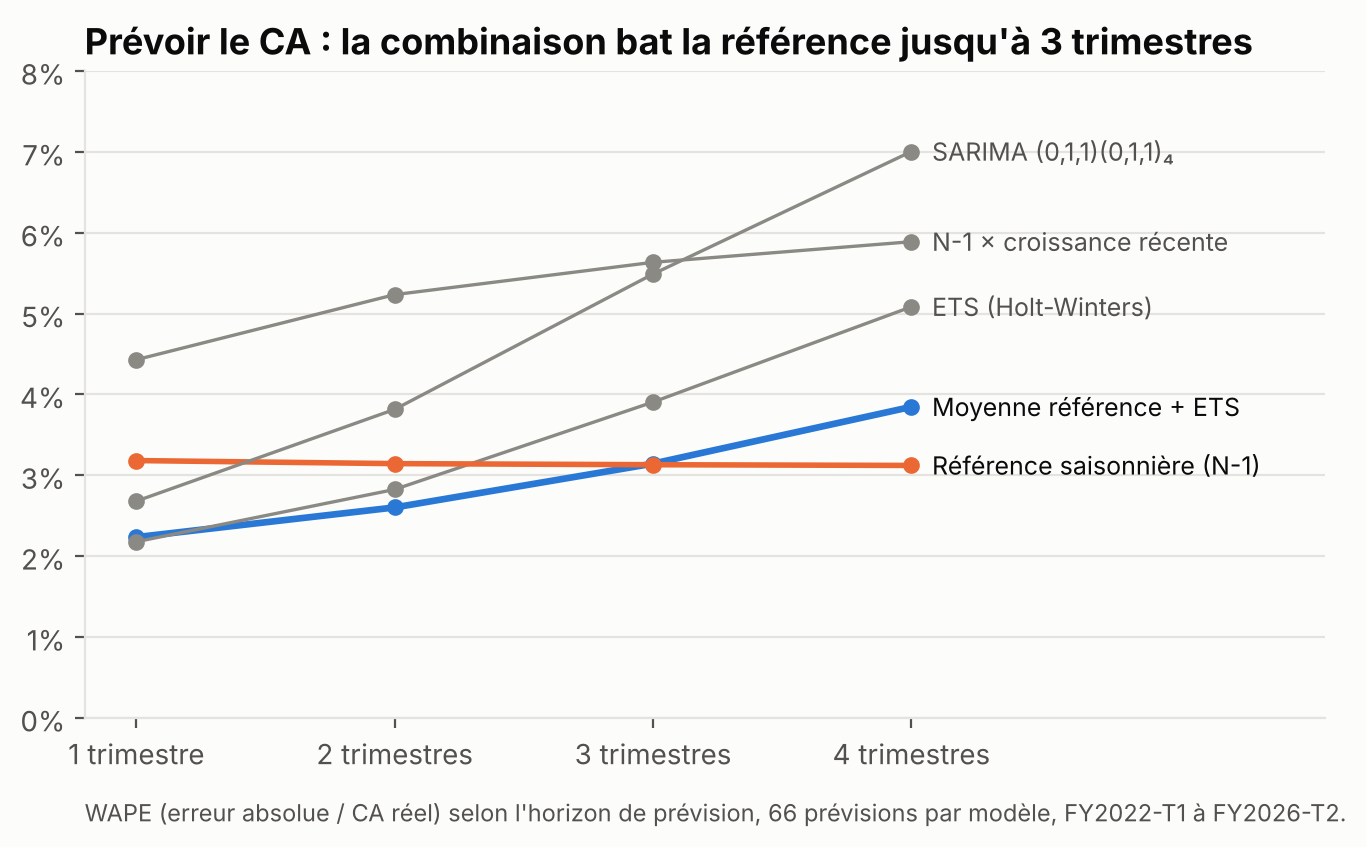 Prévoir le CA : la combinaison bat la référence jusqu'à 3 trimestres
8%
7%
6%
5%
4%
3%
2%
1%
0%
SARIMA (0,1,1)(0,1,1)₄
N-1 × croissance récente
ETS (Holt-Winters)
Moyenne référence + ETS
Référence saisonnière (N-1)
1 trimestre
2 trimestres
3 trimestres
4 trimestres
WAPE (erreur absolue / CA réel) selon l'horizon de prévision, 66 prévisions par modèle, FY2022-T1 à FY2026-T2.